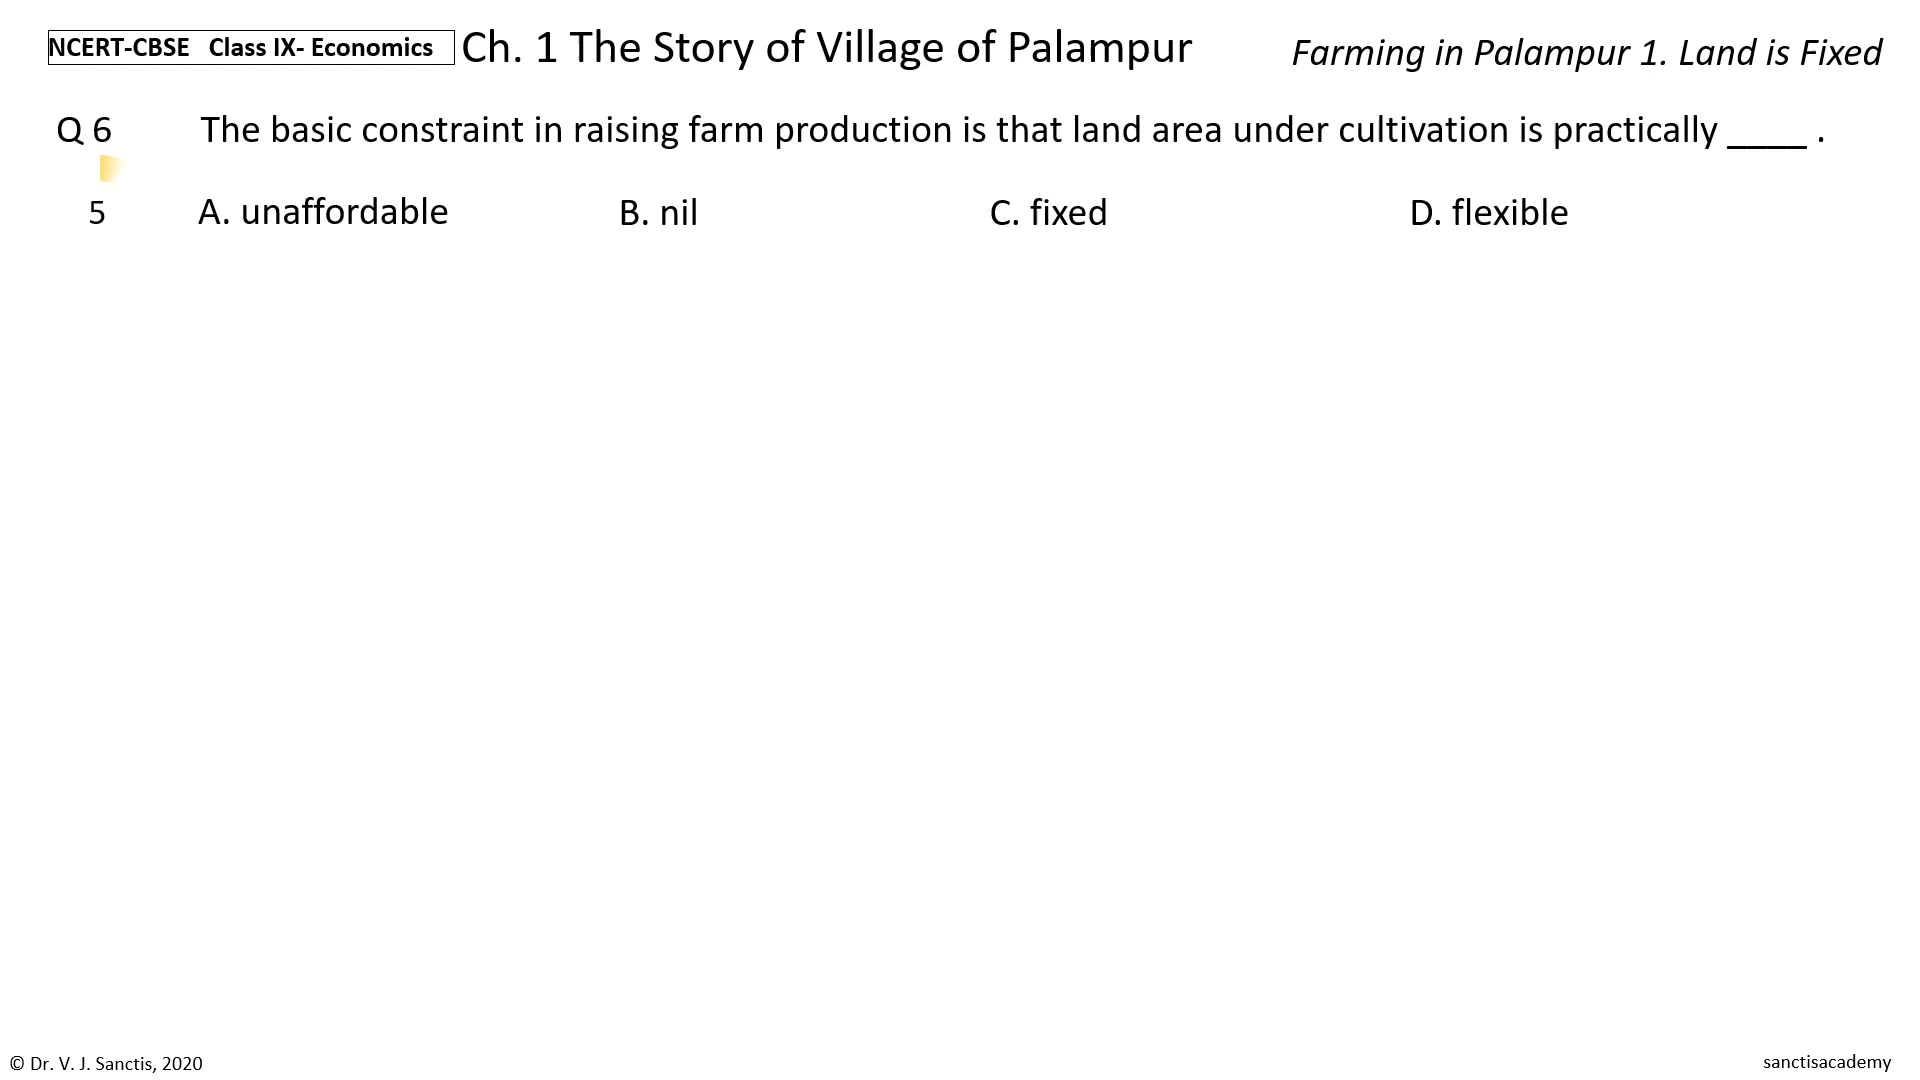 NCERT-CBSE Class IX- Economics Ch. 1 The Story of Village of Palampur Farming in Palampur 1. Land is Fixed
Q 6 The basic constraint in raising farm production is that land area under cultivation is practically ____ .
5 A. unaffordable B. nil C. fixed D. flexible
© Dr. V. J. Sanctis, 2020 sanctisacademy